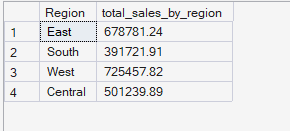 Region total_sales_by_region
1 East 678781.24
2 South 391721.91
3 West 725457.82
4 Central 501239.89